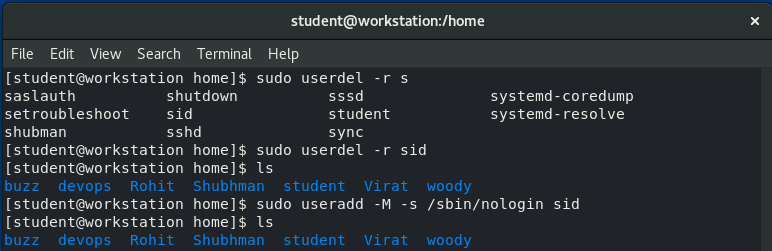 student@workstation:/home
File Edit View Search Terminal Help
[student@workstation home]$ sudo userdel -r s
saslauth shutdown sssd systemd-coredump
setroubleshoot sid student systemd-resolve
shubman sshd sync
[student@workstation home]$ sudo userdel -r sid
[student@workstation home]$ ls
buzz devops Rohit Shubhman student Virat woody
[student@workstation home]$ sudo useradd -M -s /sbin/nologin sid
[student@workstation home]$ ls
buzz devops Rohit Shubhman student Virat woody